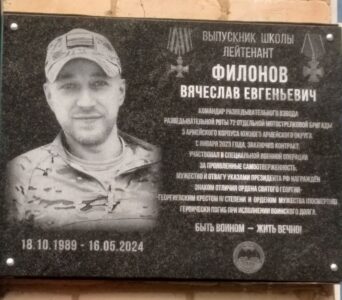 ВЫПУСКНИК ШКОЛЫ
ЛЕЙТЕНАНТ
ФИЛОНОВ
ВЯЧЕСЛАВ ЕВГЕНЬЕВИЧ
КОМАНДИР РАЗВЕДЫВАТЕЛЬНОГО ВЗВОДА
РАЗВЕДЫВАТЕЛЬНОЙ РОТЫ 72 ОТДЕЛЬНОЙ МОТОСТРЕЛКОВОЙ БРИГАДЫ
3 АРМЕЙСКОГО КОРПУСА ЮЖНОГО АРМЕЙСКОГО ОКРУГА
С ЯНВАРЯ 2023 ГОДА, ЗАКЛЮЧИВ КОНТРАКТ,
УЧАСТВОВАЛ В СПЕЦИАЛЬНОЙ ВОЕННОЙ ОПЕРАЦИИ
ЗА ПРОЯВЛЕННЫЕ САМООТВЕРЖЕННОСТЬ,
МУЖЕСТВО И ОТВАГУ УКАЗАМИ ПРЕЗИДЕНТА РФ НАГРАЖДЁН
ЗНАКОМ ОТЛИЧИЯ ОРДЕНА СВЯТОГО ГЕОРГИЯ-
ГЕОРГИЕВСКИМ КРЕСТОМ IV СТЕПЕНИ И ОРДЕНОМ МУЖЕСТВА (ПОСМЕРТНО)
ГЕРОИЧЕСКИ ПОГИБ ПРИ ИСПОЛНЕНИИ ВОИНСКОГО ДОЛГА.
БЫТЬ ВОИНОМ – ЖИТЬ ВЕЧНО!
18.10.1989 - 16.05.2024